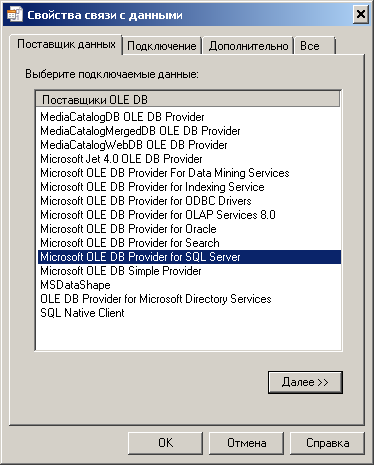 Свойства связи с данными
Поставщик данных Подключение Дополнительно Все
Выберите подключаемые данные:
Поставщики OLE DB
MediaCatalogDB OLE DB Provider
MediaCatalogMergedDB OLE DB Provider
MediaCatalogWebDB OLE DB Provider
Microsoft Jet 4.0 OLE DB Provider
Microsoft OLE DB Provider For Data Mining Services
Microsoft OLE DB Provider for Indexing Service
Microsoft OLE DB Provider for ODBC Drivers
Microsoft OLE DB Provider for OLAP Services 8.0
Microsoft OLE DB Provider for Oracle
Microsoft OLE DB Provider for Search
Microsoft OLE DB Provider for SQL Server
Microsoft OLE DB Simple Provider
MSDataShape
OLE DB Provider for Microsoft Directory Services
SQL Native Client
Далее >>
OK Отмена Справка